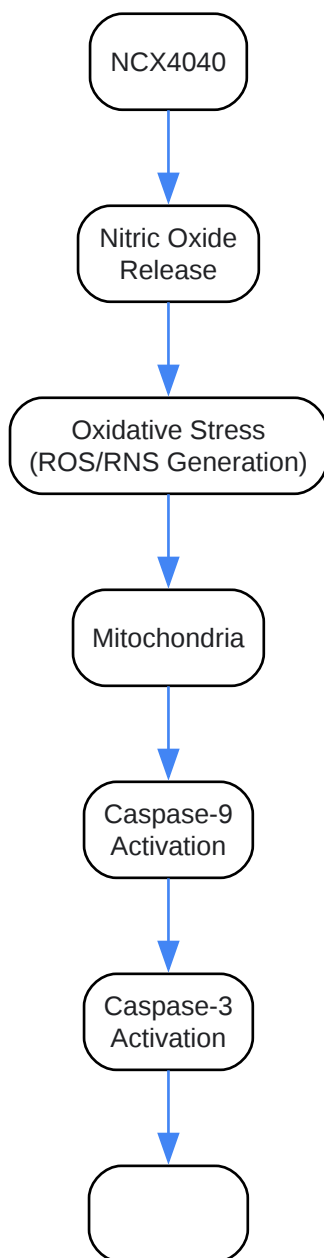 NCX4040
Nitric Oxide
Release
Oxidative Stress
(ROS/RNS Generation)
Mitochondria
Caspase-9
Activation
Caspase-3
Activation